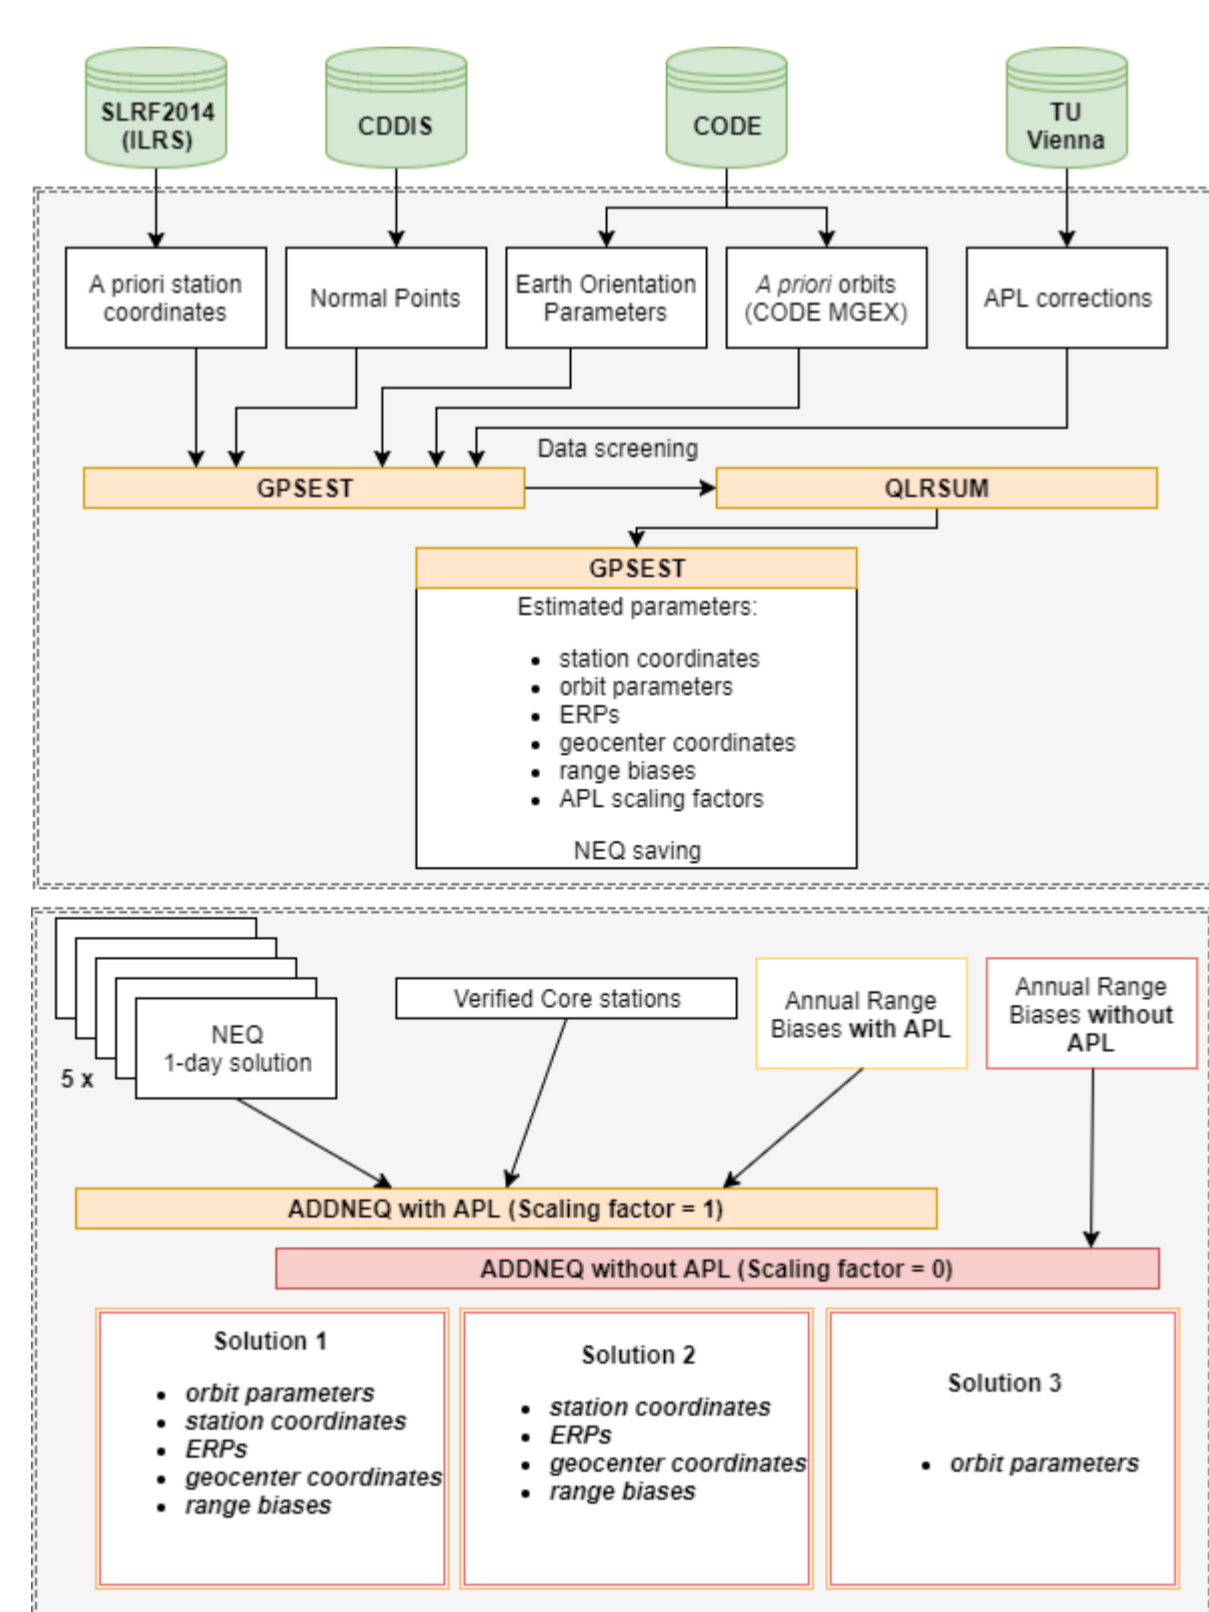 SLRF2014
(ILRS)
CDDIS
CODE
TU
Vienna
A priori station
coordinates
Normal Points
Earth Orientation
Parameters
A priori orbits
(CODE MGEX)
APL corrections
Data screening
GPSEST
QLRSUM
GPSEST
Estimated parameters:
• station coordinates
• orbit parameters
• ERPs
• geocenter coordinates
• range biases
• APL scaling factors
NEQ saving
5 x
NEQ
1-day solution
Verified Core stations
Annual Range
Biases with APL
Annual Range
Biases without
APL
ADDNEQ with APL (Scaling factor = 1)
ADDNEQ without APL (Scaling factor = 0)
Solution 1
• orbit parameters
• station coordinates
• ERPs
• geocenter coordinates
• range biases
Solution 2
• station coordinates
• ERPs
• geocenter coordinates
• range biases
Solution 3
• orbit parameters